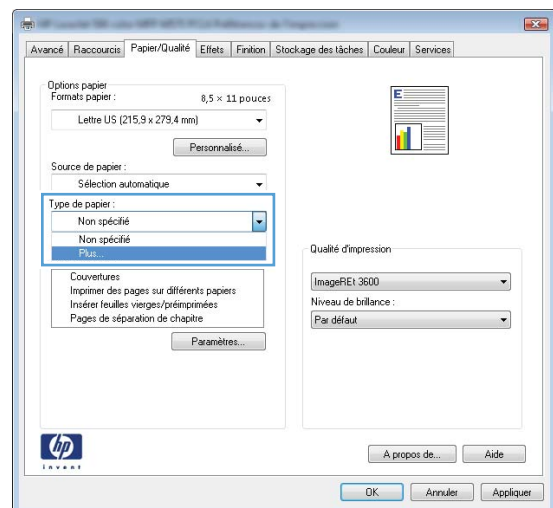 Avancé Raccourcis Papier/Qualité Effets Finition Stockage des tâches Couleur Services
Options papier
Formats papier : 8,5 × 11 pouces
Lettre US (215,9 x 279,4 mm)
Personnalisé...
Source de papier :
Sélection automatique
Type de papier :
Non spécifié
Non spécifié
Plus...
Couvertures
Imprimer des pages sur différents papiers
Insérer feuilles vierges/préimprimées
Pages de séparation de chapitre
Paramètres...
E
Qualité d'impression
ImageREt 3600
Niveau de brillance :
Par défaut
hp
invent
A propos de... Aide
OK Annuler Appliquer